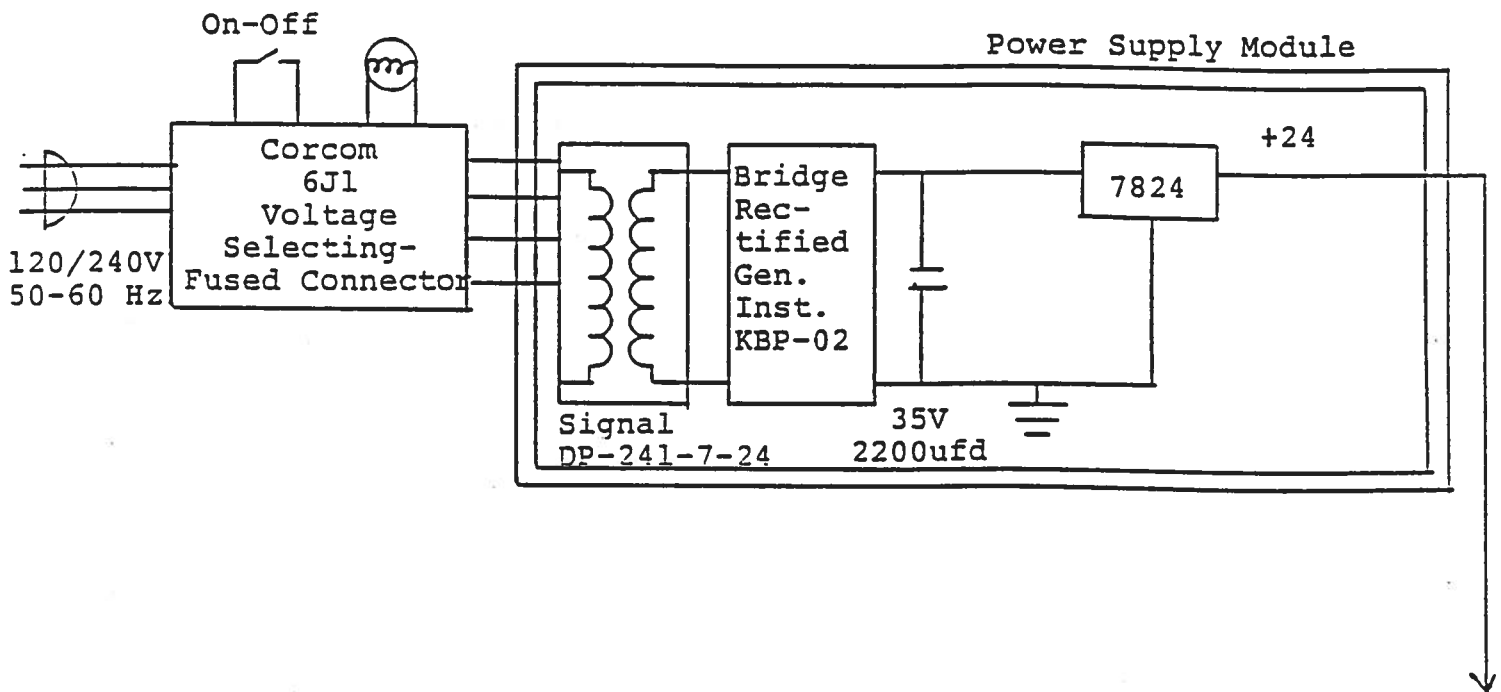 On-Off
Power Supply Module
Corcom
6J1
Voltage
Selecting-
Fused Connector
120/240V
50-60 Hz
Bridge
Rec-
tified
Gen.
Inst.
KBP-02
7824
+24
Signal
DP-241-7-24
35V
2200ufd